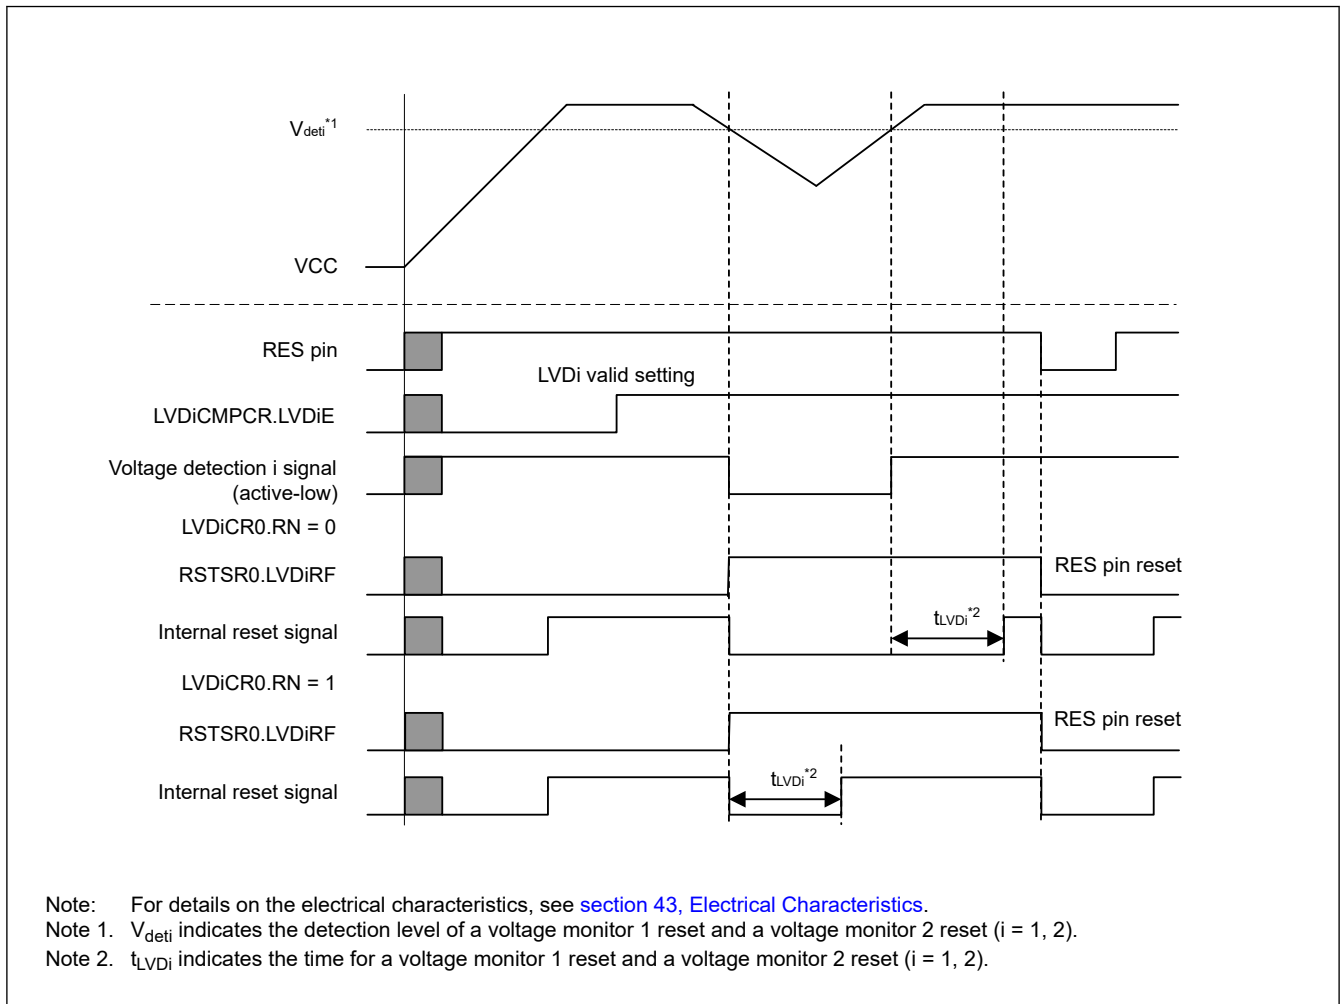 Vdeti*1
VCC
RES pin
LVDi valid setting
LVDiCMPCR.LVDiE
Voltage detection i signal
(active-low)
LVDiCR0.RN = 0
RSTSR0.LVDiRF
RES pin reset
Internal reset signal
tLVDi*2
LVDiCR0.RN = 1
RSTSR0.LVDiRF
RES pin reset
Internal reset signal
tLVDi*2
Note: For details on the electrical characteristics, see section 43, Electrical Characteristics.
Note 1. Vdeti indicates the detection level of a voltage monitor 1 reset and a voltage monitor 2 reset (i = 1, 2).
Note 2. tLVDi indicates the time for a voltage monitor 1 reset and a voltage monitor 2 reset (i = 1, 2).